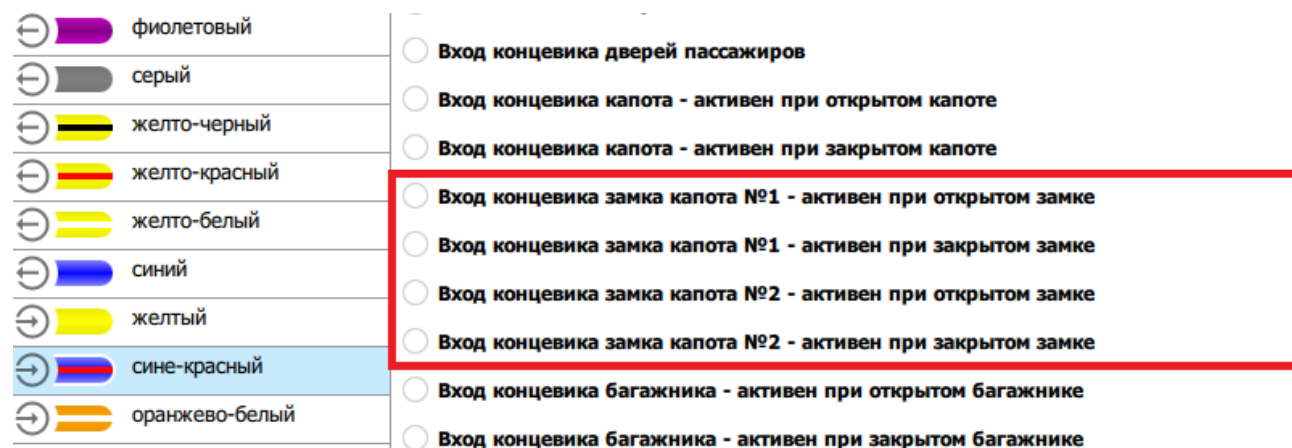 фиолетовый
серый
желто-черный
желто-красный
желто-белый
синий
желтый
сине-красный
оранжево-белый
Вход концевика дверей пассажиров
Вход концевика капота - активен при открытом капоте
Вход концевика капота - активен при закрытом капоте
Вход концевика замка капота №1 - активен при открытом замке
Вход концевика замка капота №1 - активен при закрытом замке
Вход концевика замка капота №2 - активен при открытом замке
Вход концевика замка капота №2 - активен при закрытом замке
Вход концевика багажника - активен при открытом багажнике
Вход концевика багажника - активен при закрытом багажнике